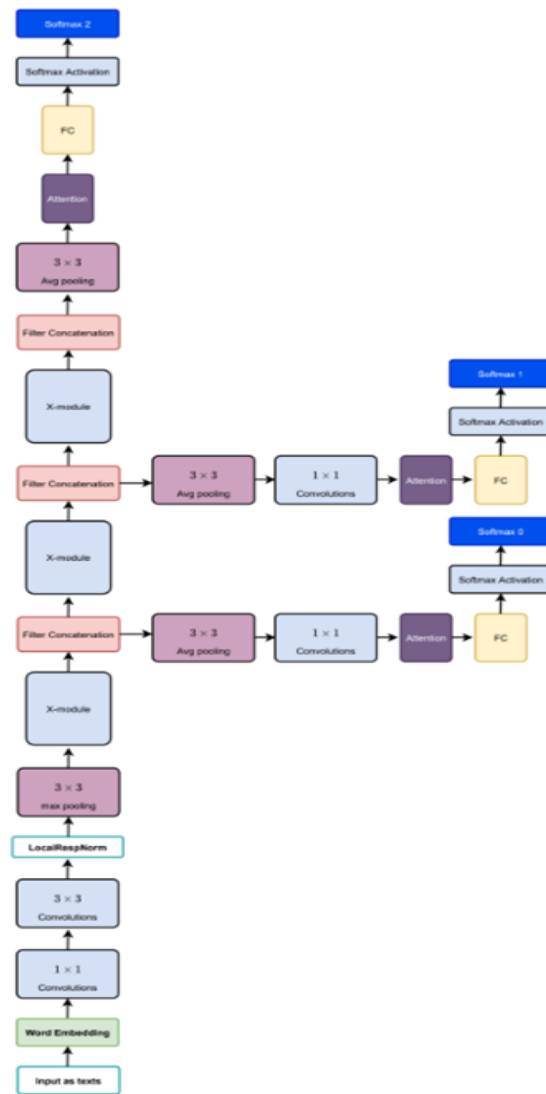 Softmax 2
Softmax Activation
FC
Attention
3 × 3
Avg pooling
Filter Concatenation
X-module
Softmax 1
Softmax Activation
Filter Concatenation
3 × 3
Avg pooling
1 × 1
Convolutions
Attention
FC
X-module
Softmax 0
Softmax Activation
Filter Concatenation
3 × 3
Avg pooling
1 × 1
Convolutions
Attention
FC
X-module
3 × 3
max pooling
LocalRespNorm
3 × 3
Convolutions
1 × 1
Convolutions
Word Embedding
Input as texts